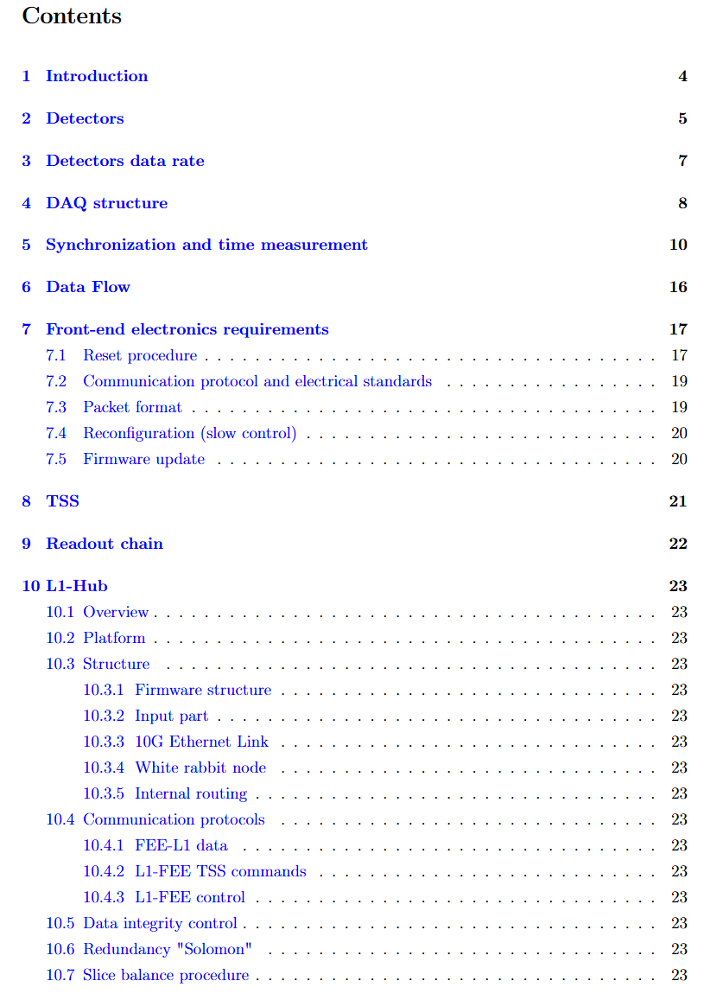 Contents
1 Introduction 4
2 Detectors 5
3 Detectors data rate 7
4 DAQ structure 8
5 Synchronization and time measurement 10
6 Data Flow 16
7 Front-end electronics requirements 17
7.1 Reset procedure . . . . . . . . . . . . . . . . . . . . . . . . . . . . . . . . . . . . 17
7.2 Communication protocol and electrical standards . . . . . . . . . . . . . . . . . 19
7.3 Packet format . . . . . . . . . . . . . . . . . . . . . . . . . . . . . . . . . . . . . 19
7.4 Reconfiguration (slow control) . . . . . . . . . . . . . . . . . . . . . . . . . . . . 20
7.5 Firmware update . . . . . . . . . . . . . . . . . . . . . . . . . . . . . . . . . . . 20
8 TSS 21
9 Readout chain 22
10 L1-Hub 23
10.1 Overview . . . . . . . . . . . . . . . . . . . . . . . . . . . . . . . . . . . . . . . . 23
10.2 Platform . . . . . . . . . . . . . . . . . . . . . . . . . . . . . . . . . . . . . . . . 23
10.3 Structure . . . . . . . . . . . . . . . . . . . . . . . . . . . . . . . . . . . . . . . 23
10.3.1 Firmware structure . . . . . . . . . . . . . . . . . . . . . . . . . . . . . . 23
10.3.2 Input part . . . . . . . . . . . . . . . . . . . . . . . . . . . . . . . . . . . 23
10.3.3 10G Ethernet Link . . . . . . . . . . . . . . . . . . . . . . . . . . . . . . 23
10.3.4 White rabbit node . . . . . . . . . . . . . . . . . . . . . . . . . . . . . . 23
10.3.5 Internal routing . . . . . . . . . . . . . . . . . . . . . . . . . . . . . . . . 23
10.4 Communication protocols . . . . . . . . . . . . . . . . . . . . . . . . . . . . . . 23
10.4.1 FEE-L1 data . . . . . . . . . . . . . . . . . . . . . . . . . . . . . . . . . 23
10.4.2 L1-FEE TSS commands . . . . . . . . . . . . . . . . . . . . . . . . . . . 23
10.4.3 L1-FEE control . . . . . . . . . . . . . . . . . . . . . . . . . . . . . . . . 23
10.5 Data integrity control . . . . . . . . . . . . . . . . . . . . . . . . . . . . . . . . . 23
10.6 Redundancy "Solomon" . . . . . . . . . . . . . . . . . . . . . . . . . . . . . . . 23
10.7 Slice balance procedure . . . . . . . . . . . . . . . . . . . . . . . . . . . . . . . . 23